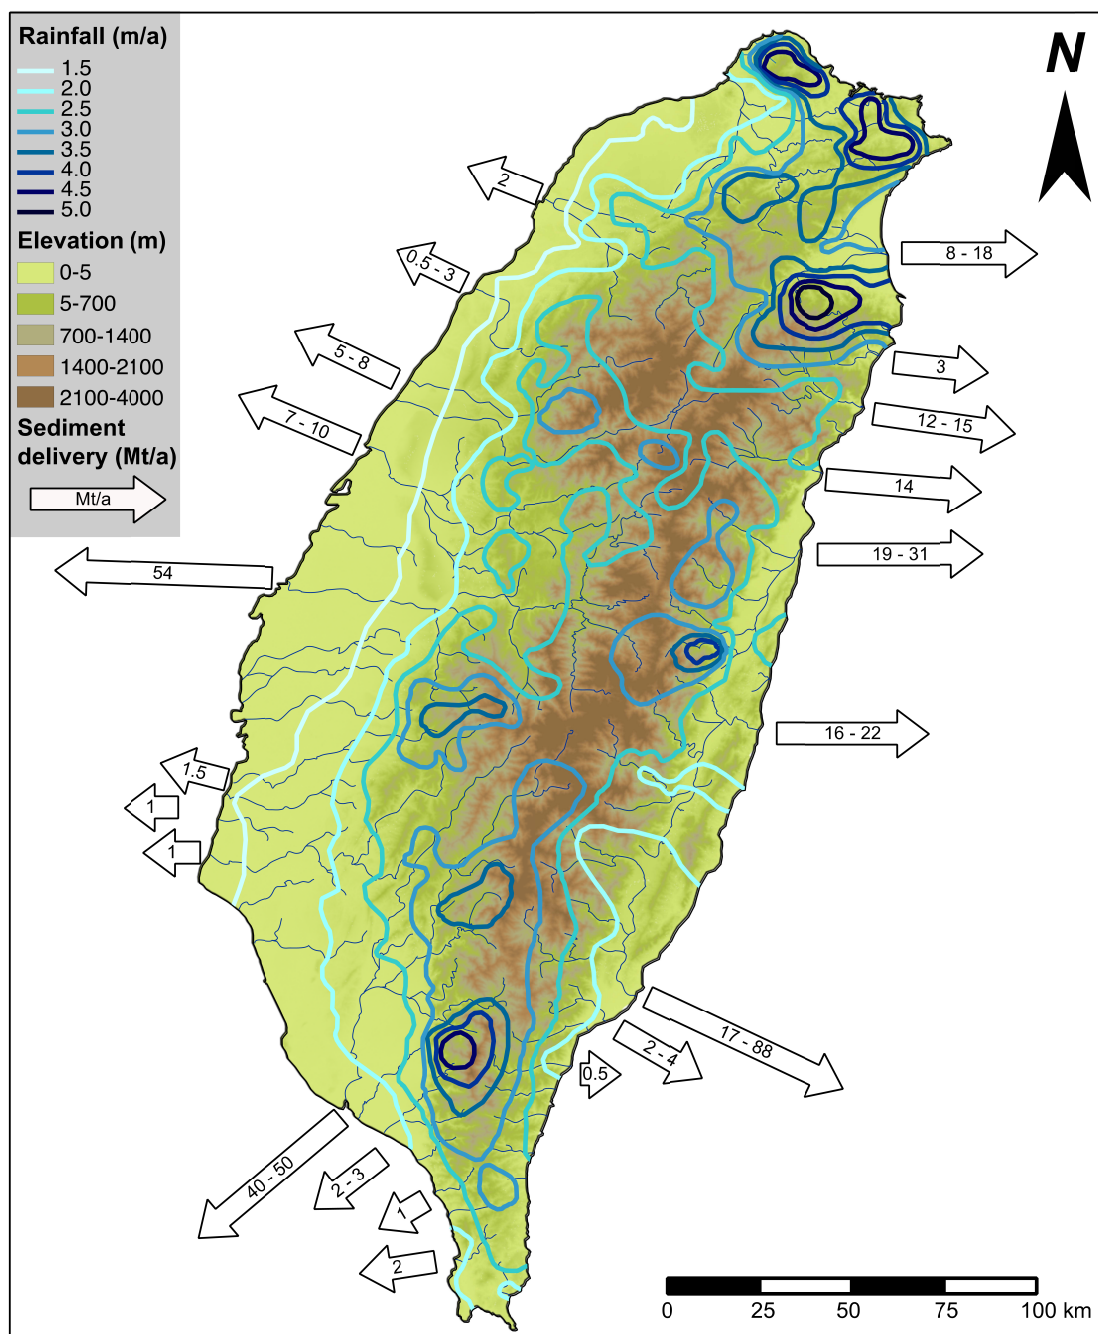 Rainfall (m/a)
1.5
2.0
2.5
3.0
3.5
4.0
4.5
5.0
Elevation (m)
0-5
5-700
700-1400
1400-2100
2100-4000
Sediment
delivery (Mt/a)
Mt/a
N
2
0.5 - 3
5 - 8
7 - 10
54
1.5
1
1
40 - 50
2 - 3
1
2
8 - 18
3
12 - 15
14
19 - 31
16 - 22
17 - 88
2 - 4
0.5
0 25 50 75 100 km